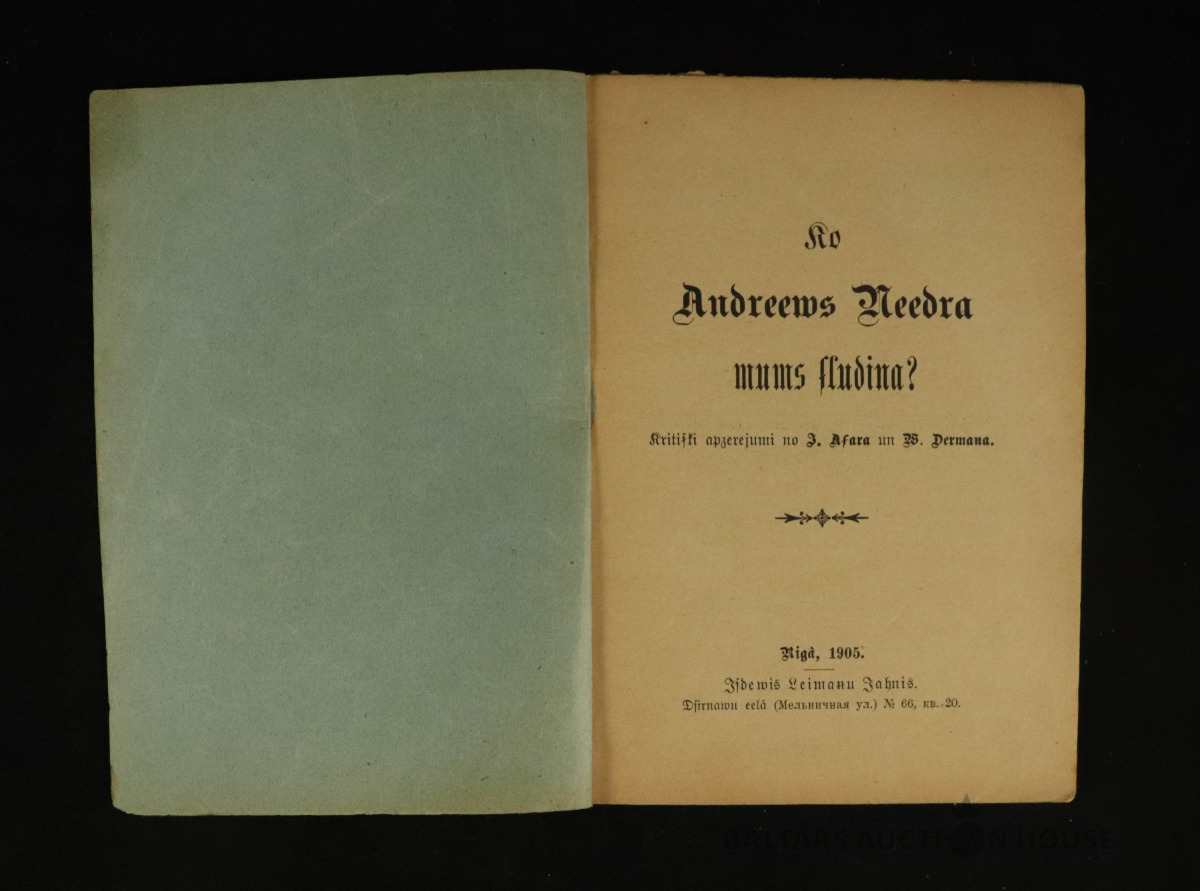 Ko
Andreews Needra
mums ſludina?
Kritiſki apzerejumi no J. Aſara un W. Dermana.
Rigâ, 1905.
Jſdewis Leimanu Jahnis.
Dſirnawu eelâ (Мельничная ул.) № 66, кв. 20.
BALTARS AUCTION HOUSE